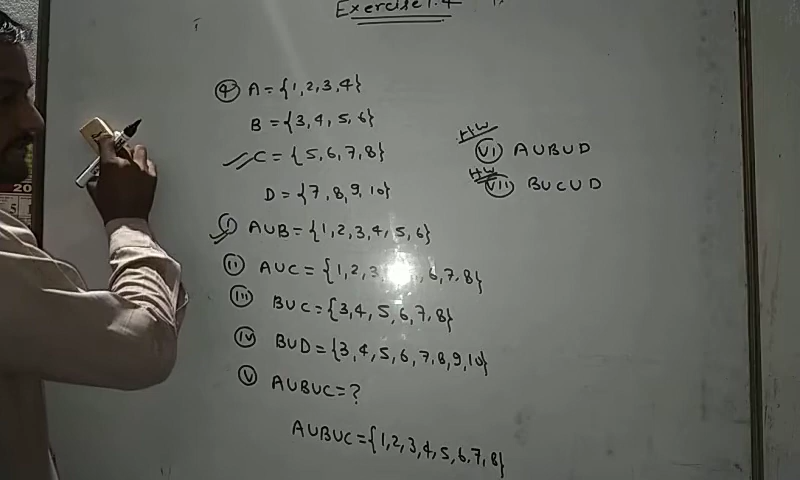 Exercise 1.4
④ A = {1,2,3,4}
B = {3,4,5,6}
C = {5,6,7,8}
D = {7,8,9,10}
(i) AUB = {1,2,3,4,5,6}
(ii) AUC = {1,2,3, 6,7,8}
(iii) BUC = {3,4,5,6,7,8}
(iv) BUD = {3,4,5,6,7,8,9,10}
(v) AUBUC = ?
AUBUC = {1,2,3,4,5,6,7,8}
H.W
(vi) AUBUD
H.W
(vii) BUCUD
20
5